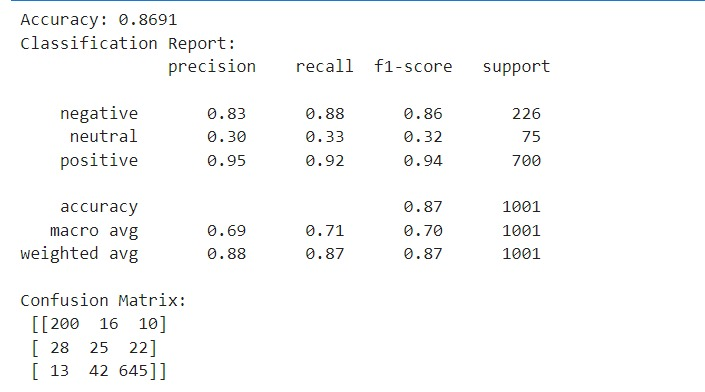 Accuracy: 0.8691
Classification Report:
precision recall f1-score support
negative 0.83 0.88 0.86 226
neutral 0.30 0.33 0.32 75
positive 0.95 0.92 0.94 700
accuracy 0.87 1001
macro avg 0.69 0.71 0.70 1001
weighted avg 0.88 0.87 0.87 1001
Confusion Matrix:
[[200 16 10]
[ 28 25 22]
[ 13 42 645]]